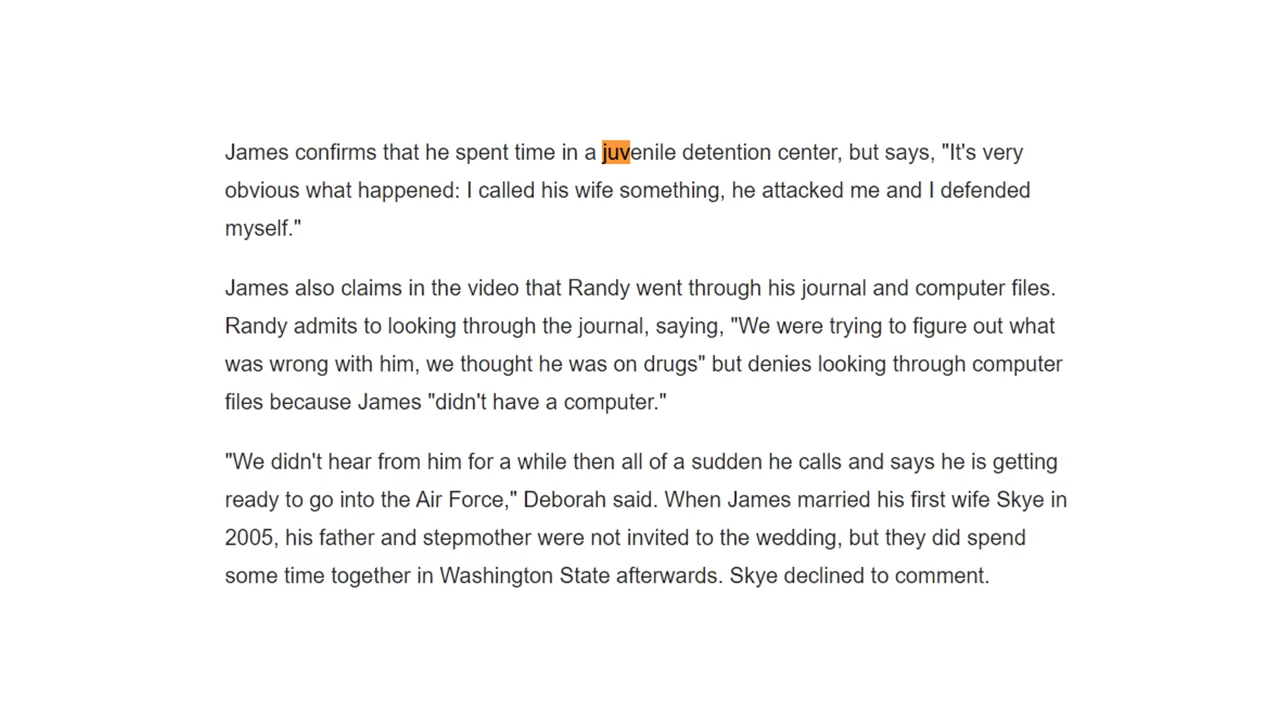 James confirms that he spent time in a juvenile detention center, but says, "It's very
obvious what happened: I called his wife something, he attacked me and I defended
myself."
James also claims in the video that Randy went through his journal and computer files.
Randy admits to looking through the journal, saying, "We were trying to figure out what
was wrong with him, we thought he was on drugs" but denies looking through computer
files because James "didn't have a computer."
"We didn't hear from him for a while then all of a sudden he calls and says he is getting
ready to go into the Air Force," Deborah said. When James married his first wife Skye in
2005, his father and stepmother were not invited to the wedding, but they did spend
some time together in Washington State afterwards. Skye declined to comment.